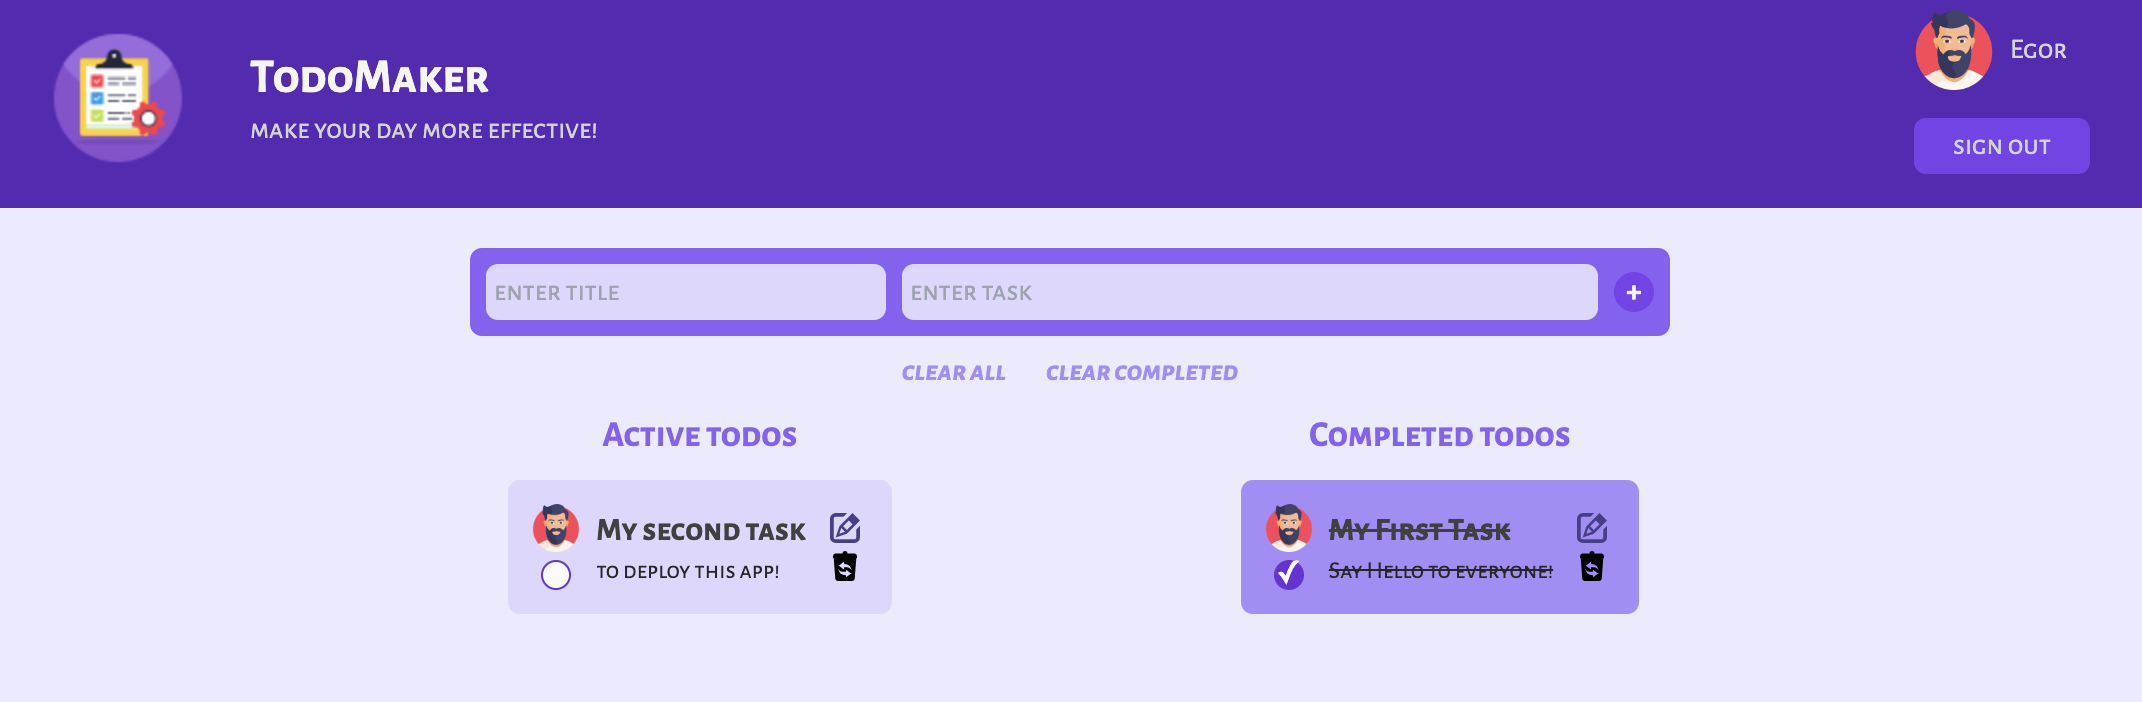 TodoMaker
make your day more effective!
Egor
sign out
enter title
enter task
+
clear all
clear completed
Active todos
Completed todos
My second task
to deploy this app!
My First Task
Say Hello to everyone!